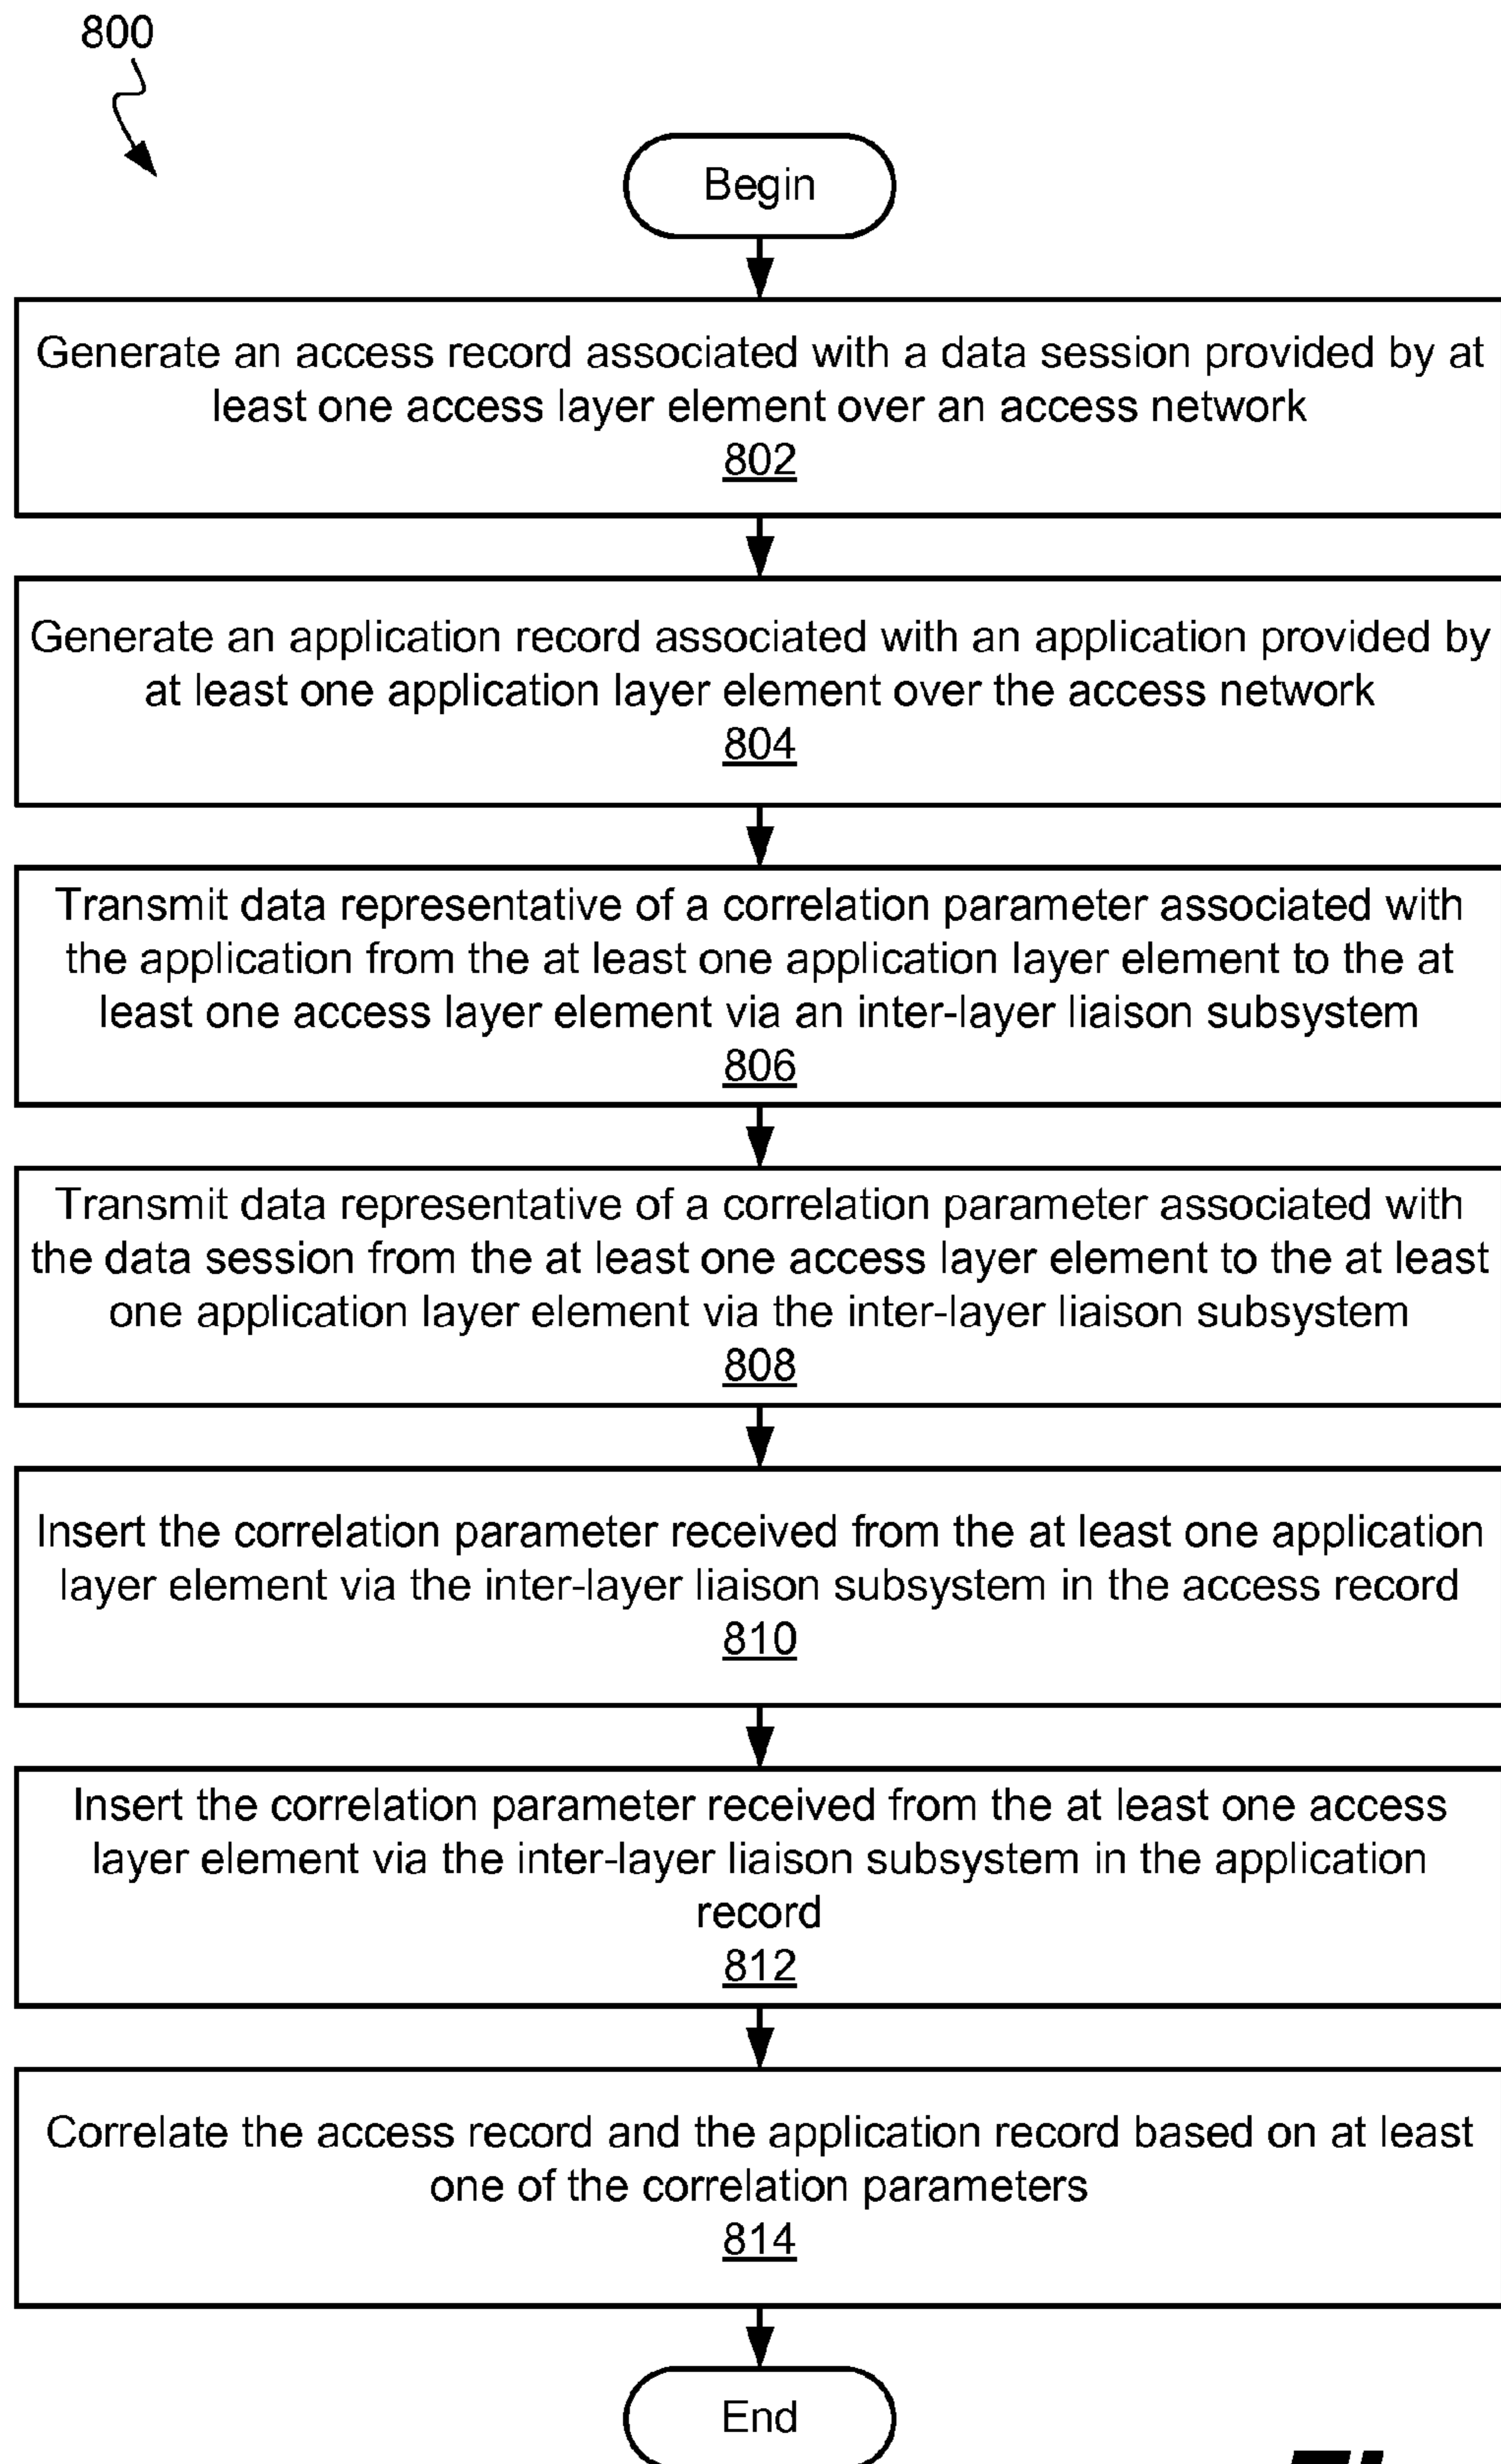 800
Begin
Generate an access record associated with a data session provided by at
least one access layer element over an access network
802
Generate an application record associated with an application provided by
at least one application layer element over the access network
804
Transmit data representative of a correlation parameter associated with
the application from the at least one application layer element to the at
least one access layer element via an inter-layer liaison subsystem
806
Transmit data representative of a correlation parameter associated with
the data session from the at least one access layer element to the at least
one application layer element via the inter-layer liaison subsystem
808
Insert the correlation parameter received from the at least one application
layer element via the inter-layer liaison subsystem in the access record
810
Insert the correlation parameter received from the at least one access
layer element via the inter-layer liaison subsystem in the application
record
812
Correlate the access record and the application record based on at least
one of the correlation parameters
814
End